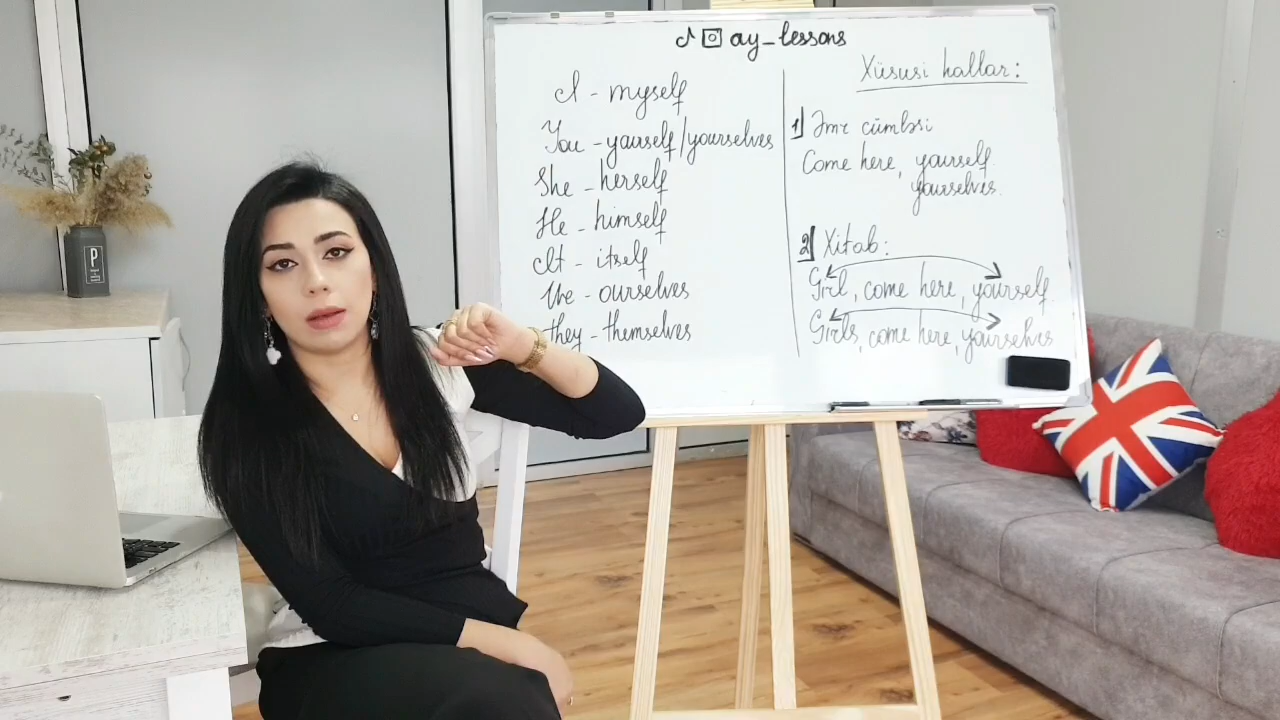 ay_lessons
I - myself
You - yourself/yourselves
She - herself
He - himself
It - itself
We - ourselves
they - themselves
Xüsusi hallar:
1) Əmr cümləsi
Come here, yourself.
yourselves.
2) Xitab:
Girl, come here, yourself.
Girls, come here, yourselves
P